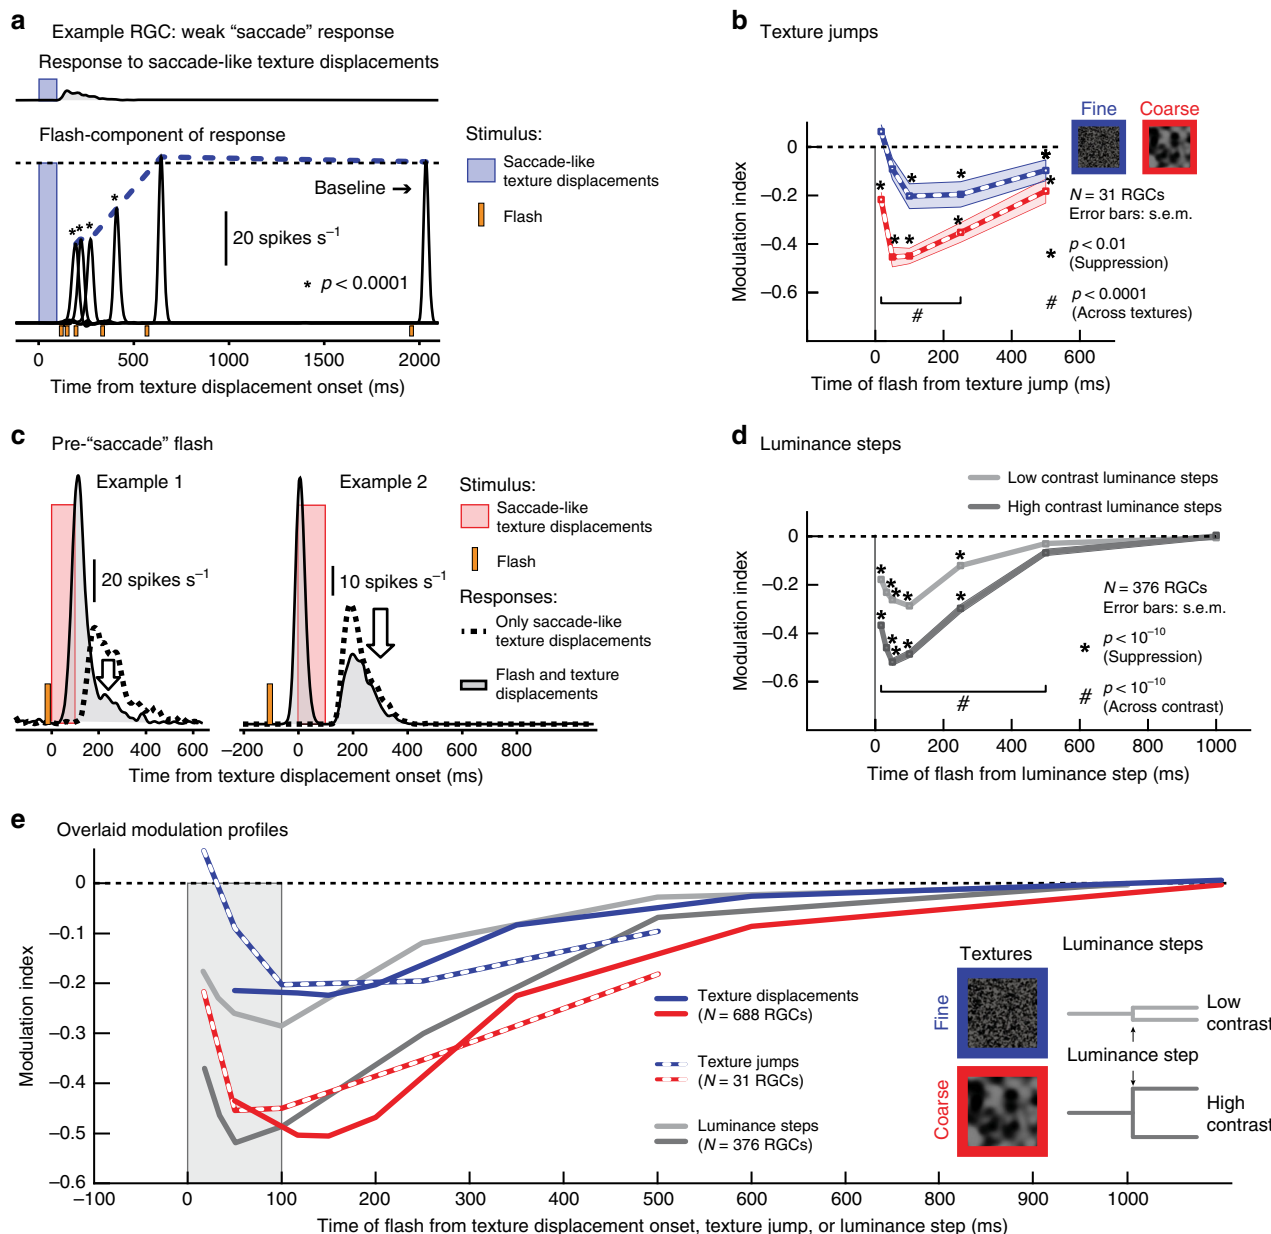 a
Example RGC: weak “saccade” response
Response to saccade-like texture displacements
Flash-component of response
Baseline →
20 spikes s⁻¹
* p < 0.0001
0 500 1000 1500 2000
Time from texture displacement onset (ms)
Stimulus:
Saccade-like
texture displacements
Flash
b
Texture jumps
Fine Coarse
0
–0.2
–0.4
–0.6
Modulation index
#
0 200 400 600
Time of flash from texture jump (ms)
N = 31 RGCs
Error bars: s.e.m.
* p < 0.01
(Suppression)
# p < 0.0001
(Across textures)
c
Pre-“saccade” flash
Example 1
20 spikes s⁻¹
0 200 400 600
Example 2
10 spikes s⁻¹
–200 0 200 400 600 800
Time from texture displacement onset (ms)
Stimulus:
Saccade-like
texture displacements
Flash
Responses:
Only saccade-like
texture displacements
Flash and texture
displacements
d
Luminance steps
Low contrast luminance steps
High contrast luminance steps
0
–0.2
–0.4
–0.6
Modulation index
#
0 200 400 600 800 1000
Time of flash from luminance step (ms)
N = 376 RGCs
Error bars: s.e.m.
* p < 10⁻¹⁰
(Suppression)
# p < 10⁻¹⁰
(Across contrast)
e
Overlaid modulation profiles
0
–0.1
–0.2
–0.3
–0.4
–0.5
–0.6
Modulation index
–100 0 100 200 300 400 500 600 600 800 900 1000
Time of flash from texture displacement onset, texture jump, or luminance step (ms)
Texture displacements
(N = 688 RGCs)
Texture jumps
(N = 31 RGCs)
Luminance steps
(N = 376 RGCs)
Textures
Fine
Coarse
Luminance steps
Low
contrast
Luminance step
High
contrast